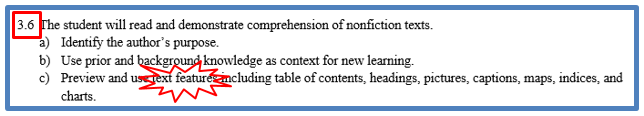 3.6 The student will read and demonstrate comprehension of nonfiction texts.
a) Identify the author's purpose.
b) Use prior and background knowledge as context for new learning.
c) Preview and use text features including table of contents, headings, pictures, captions, maps, indices, and
charts.